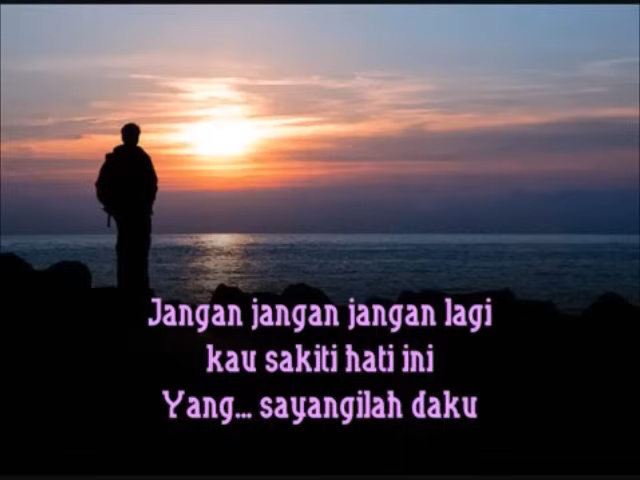 Jangan jangan jangan lagi
kau sakiti hati ini
Yang... sayangilah daku